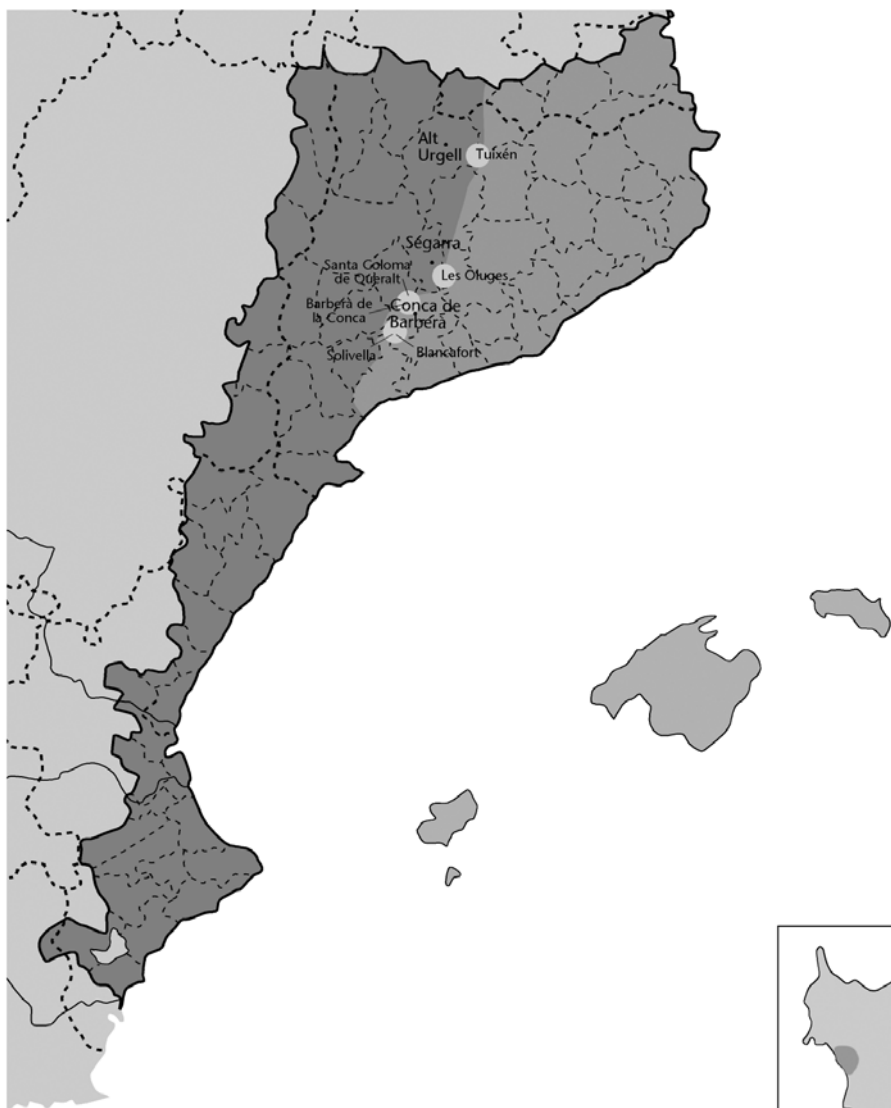 Alt
Urgell
Tuixén
Segarra
Les Oluges
Santa Coloma
de Queralt
Barberà de
la Conca
Conca de
Barberà
Solivella
Blancafort